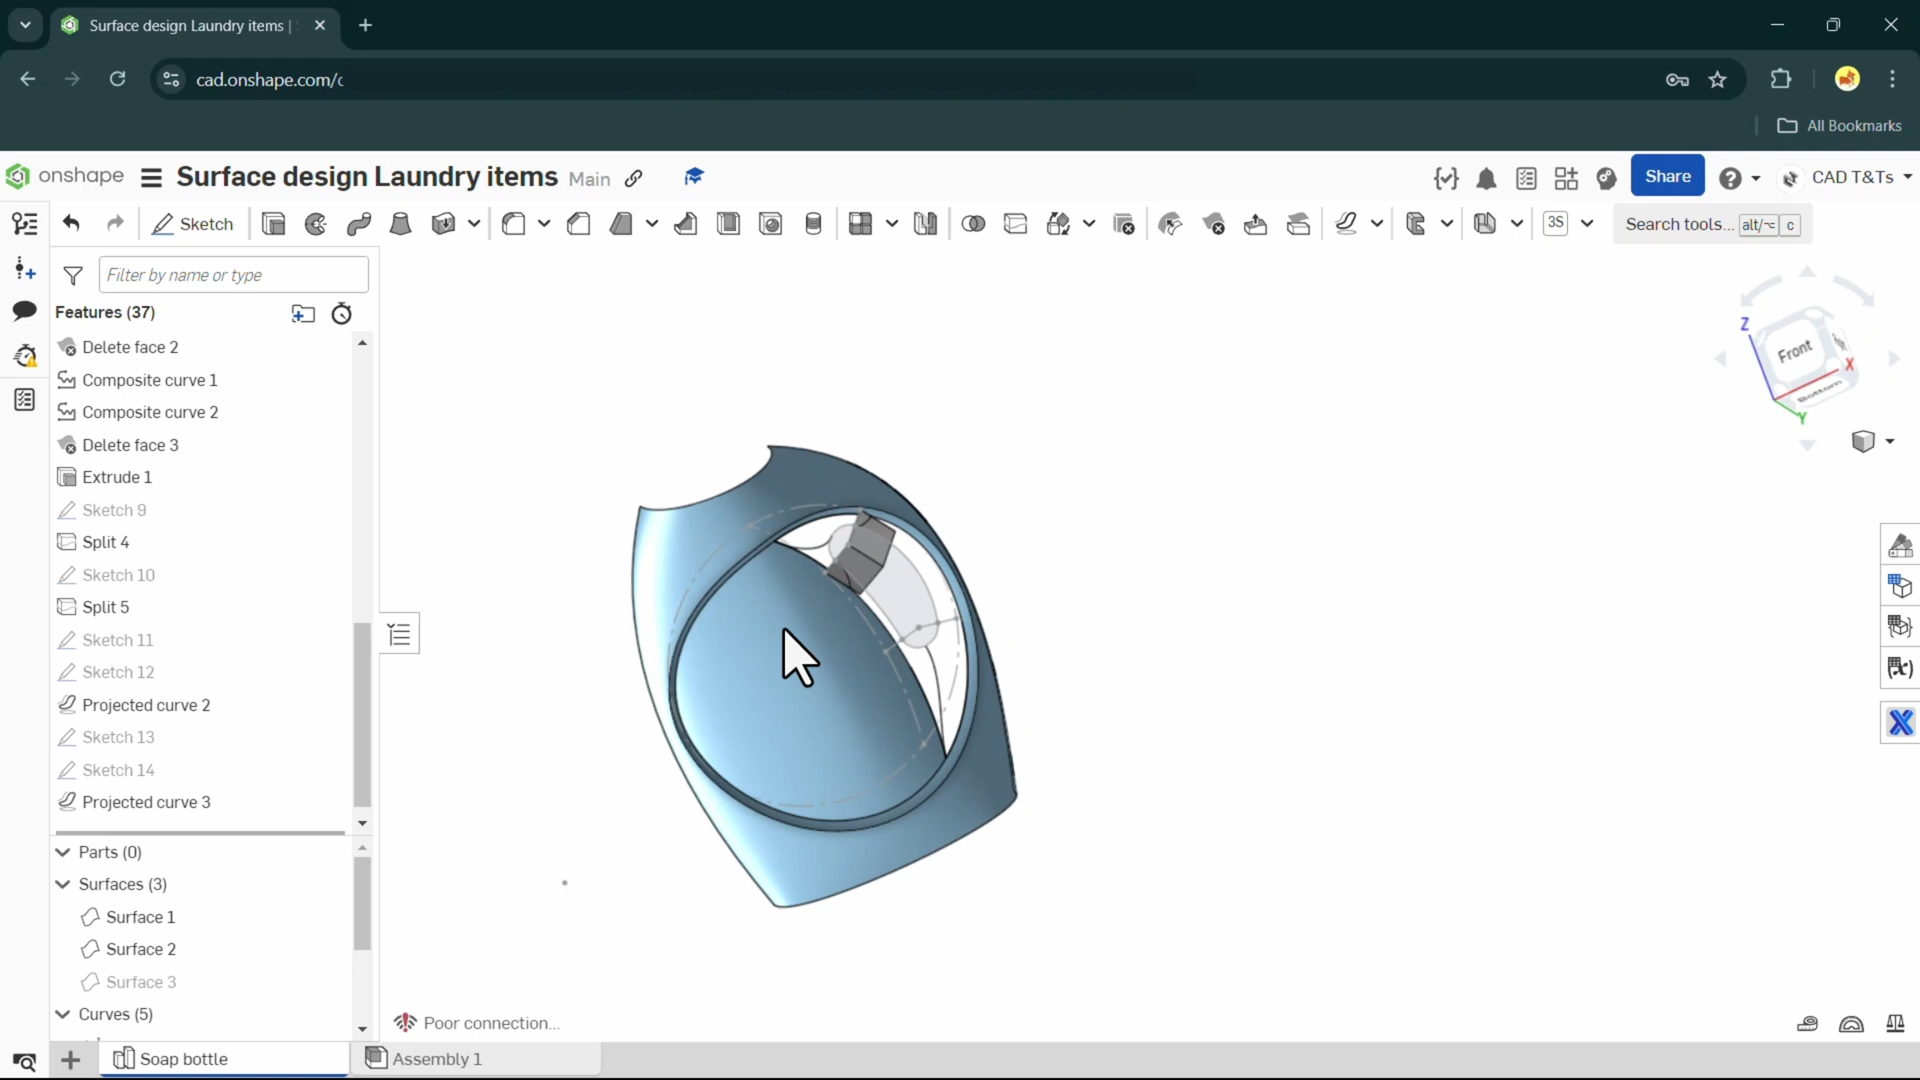 Surface design Laundry items |
cad.onshape.com/c
All Bookmarks
onshape
Surface design Laundry items
Main
Share
CAD T&Ts
Sketch
3S
Search tools... alt/⌥ c
Filter by name or type
Features (37)
Delete face 2
Composite curve 1
Composite curve 2
Delete face 3
Extrude 1
Sketch 9
Split 4
Sketch 10
Split 5
Sketch 11
Sketch 12
Projected curve 2
Sketch 13
Sketch 14
Projected curve 3
Parts (0)
Surfaces (3)
Surface 1
Surface 2
Surface 3
Curves (5)
Z
Front
X
Bottom
Y
Poor connection...
Soap bottle
Assembly 1